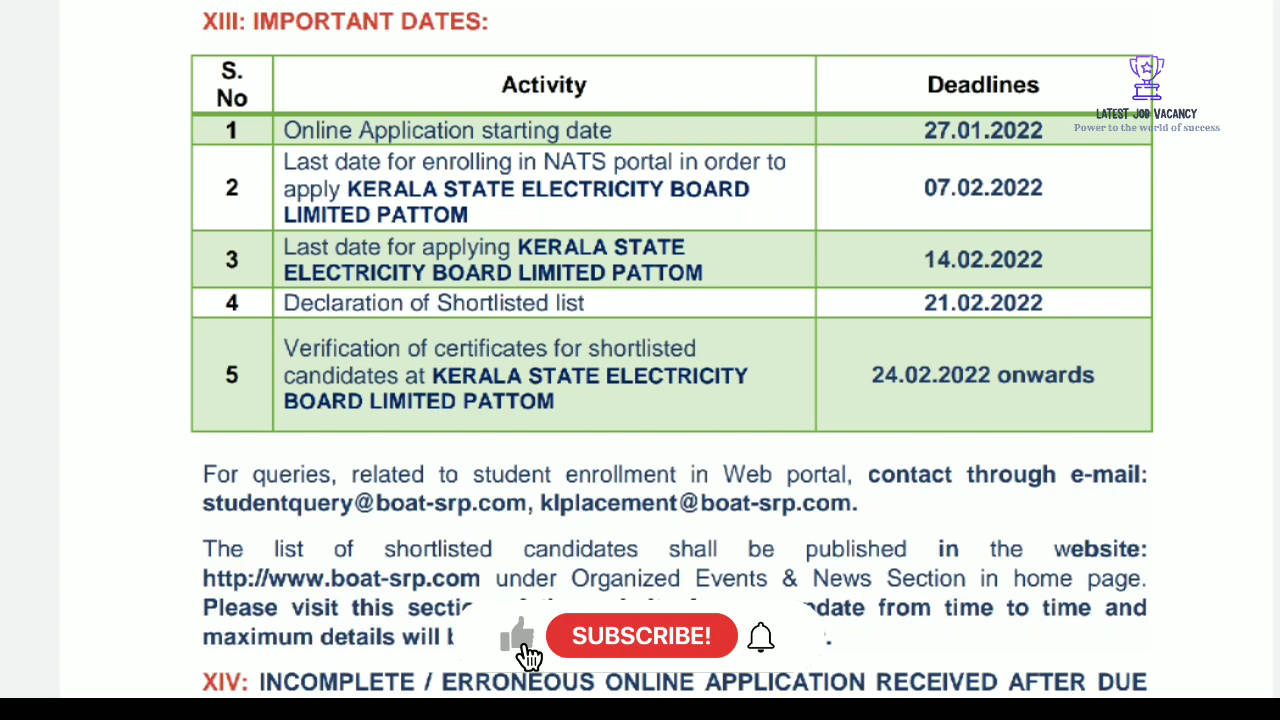 XIII: IMPORTANT DATES:
S. No Activity Deadlines
LATEST JOB VACANCY
Power to the world of success
1 Online Application starting date 27.01.2022
2 Last date for enrolling in NATS portal in order to
apply KERALA STATE ELECTRICITY BOARD
LIMITED PATTOM 07.02.2022
3 Last date for applying KERALA STATE
ELECTRICITY BOARD LIMITED PATTOM 14.02.2022
4 Declaration of Shortlisted list 21.02.2022
5 Verification of certificates for shortlisted
candidates at KERALA STATE ELECTRICITY
BOARD LIMITED PATTOM 24.02.2022 onwards
For queries, related to student enrollment in Web portal, contact through e-mail:
studentquery@boat-srp.com, klplacement@boat-srp.com.
The list of shortlisted candidates shall be published in the website:
http://www.boat-srp.com under Organized Events & News Section in home page.
Please visit this from time to time and
maximum details will
SUBSCRIBE!
XIV: INCOMPLETE / ERRONEOUS ONLINE APPLICATION RECEIVED AFTER DUE